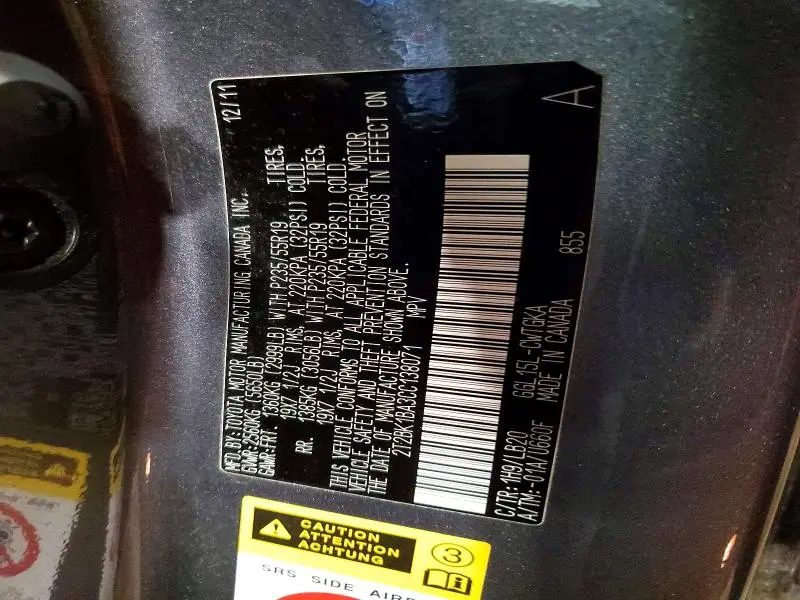 MFD. BY: TOYOTA MOTOR MANUFACTURING CANADA INC. 12/11
GVWR: 2560KG (5650LB)
GAWR: FRT. 1360KG (2999LB) WITH P235/55R19 TIRES,
19X7 1/2J RIMS, AT 220KPA (32PSI) COLD.
RR. 1385KG (3056LB) WITH P235/55R19 TIRES,
19X7 1/2J RIMS, AT 220KPA (32PSI) COLD.
THIS VEHICLE CONFORMS TO ALL APPLICABLE FEDERAL MOTOR
VEHICLE SAFETY AND THEFT PREVENTION STANDARDS IN EFFECT ON
THE DATE OF MANUFACTURE SHOWN ABOVE.
2T2BK1BA3CC138071 MPV
C/TR: 1H9/LB20 GGL15L-CWTGKA 855
A/TM: -01A/U660F MADE IN CANADA
A
CAUTION
ATTENTION
ACHTUNG
3
SRS SIDE